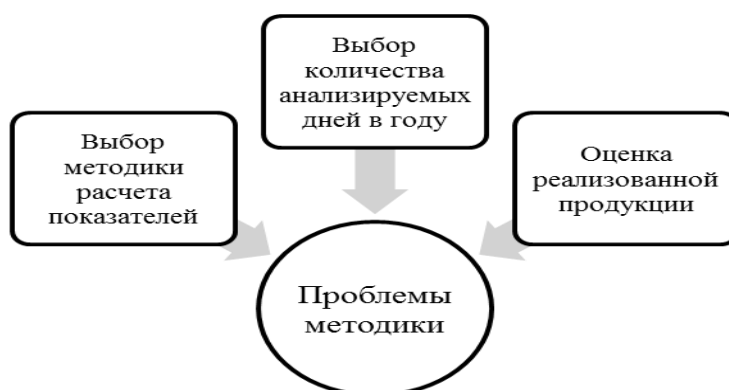 Выбор
количества
анализируемых
дней в году
Выбор
методики
расчета
показателей
Оценка
реализованной
продукции
Проблемы
методики